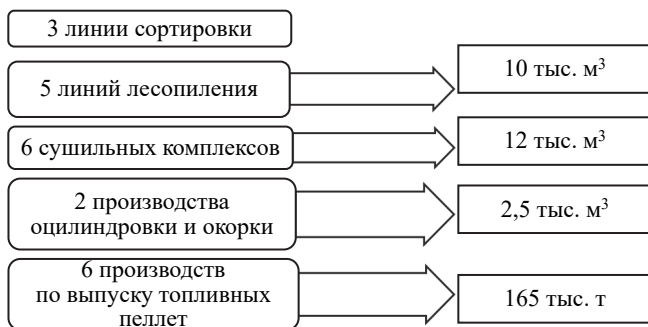 3 линии сортировки
5 линий лесопиления
10 тыс. м³
6 сушильных комплексов
12 тыс. м³
2 производства
оцилиндровки и окорки
2,5 тыс. м³
6 производств
по выпуску топливных
пеллет
165 тыс. т